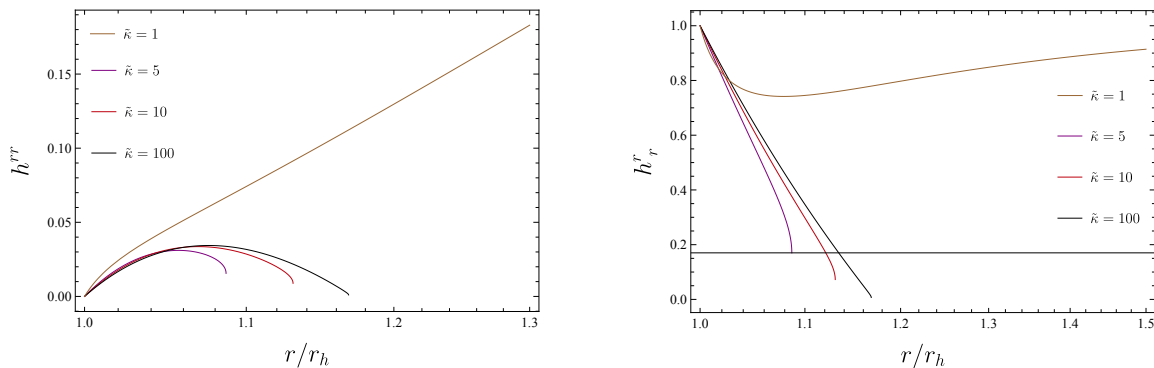 κ̃ = 1
κ̃ = 5
κ̃ = 10
κ̃ = 100
h^{rr}
0.15
0.10
0.05
0.00
1.0
1.1
1.2
1.3
r/r_h
h^r_r
1.0
0.8
0.6
0.4
0.2
0.0
κ̃ = 1
κ̃ = 5
κ̃ = 10
κ̃ = 100
1.0
1.1
1.2
1.3
1.4
1.5
r/r_h